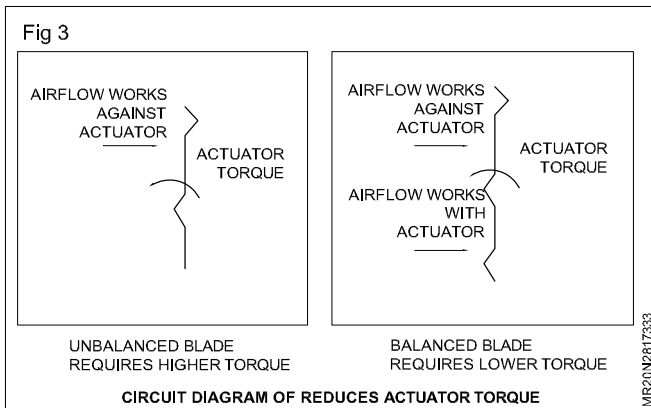 Fig 3
AIRFLOW WORKS
AGAINST
ACTUATOR
ACTUATOR
TORQUE
UNBALANCED BLADE
REQUIRES HIGHER TORQUE
AIRFLOW WORKS
AGAINST
ACTUATOR
ACTUATOR
TORQUE
AIRFLOW WORKS
WITH
ACTUATOR
BALANCED BLADE
REQUIRES LOWER TORQUE
CIRCUIT DIAGRAM OF REDUCES ACTUATOR TORQUE
MR20N2817333